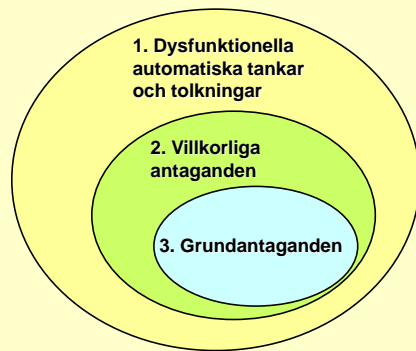 1. Dysfunktionella
automatiska tankar
och tolkningar
2. Villkorliga
antaganden
3. Grundantaganden